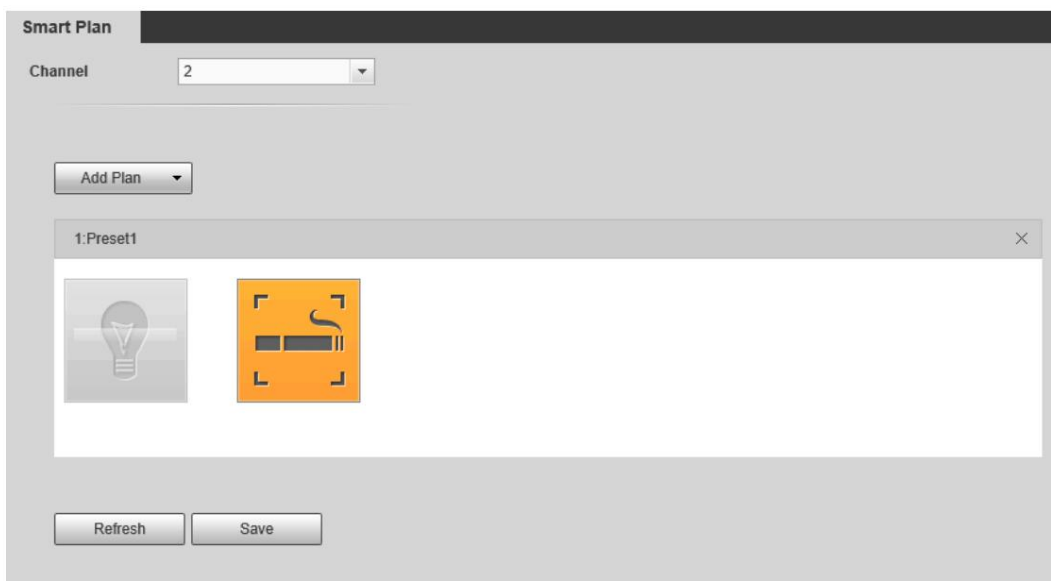 Smart Plan
Channel 2
Add Plan
1:Preset1
Refresh Save